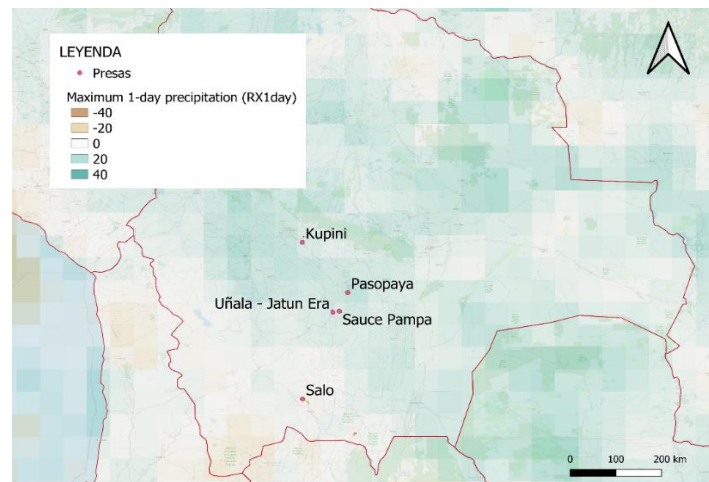 LEYENDA
Presas
Maximum 1-day precipitation (RX1day)
-40
-20
0
20
40
Kupini
Pasopaya
Uñala - Jatun Era
Sauce Pampa
Salo
0 100 200 km